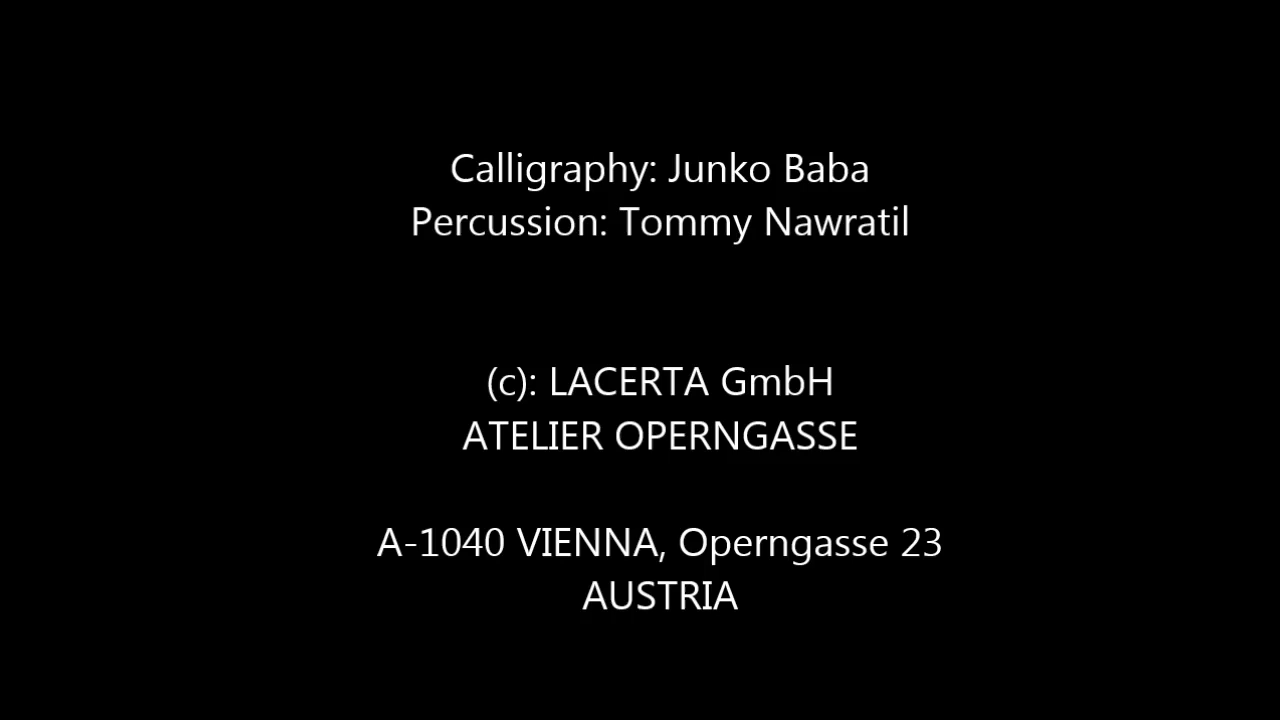 Calligraphy: Junko Baba
Percussion: Tommy Nawratil
(c): LACERTA GmbH
ATELIER OPERNGASSE
A-1040 VIENNA, Operngasse 23
AUSTRIA